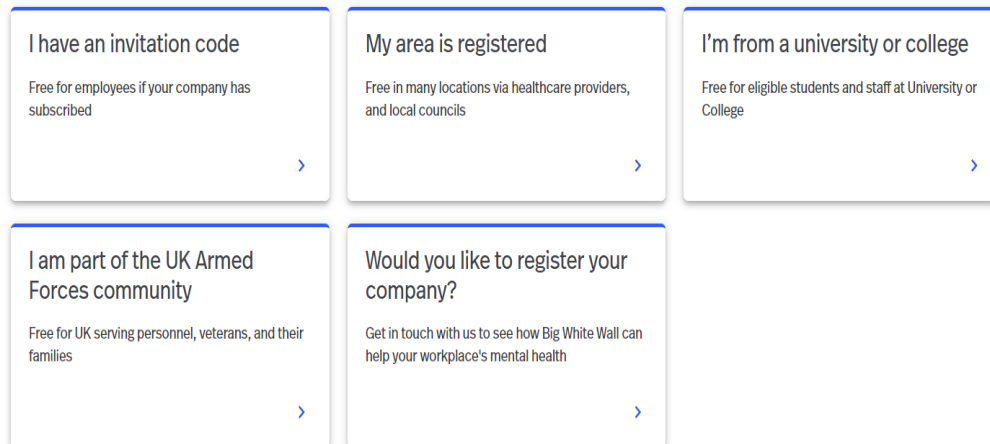 I have an invitation code
Free for employees if your company has
subscribed
My area is registered
Free in many locations via healthcare providers,
and local councils
I’m from a university or college
Free for eligible students and staff at University or
College
I am part of the UK Armed
Forces community
Free for UK serving personnel, veterans, and their
families
Would you like to register your
company?
Get in touch with us to see how Big White Wall can
help your workplace's mental health